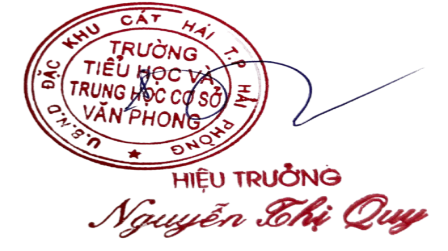 U.B.N.D ĐẶC KHU CÁT HẢI T.P HẢI PHÒNG
TRƯỜNG
TIỂU HỌC VÀ
TRUNG HỌC CƠ SỞ
VĂN PHONG
HIỆU TRƯỞNG
Nguyễn Thị Quy